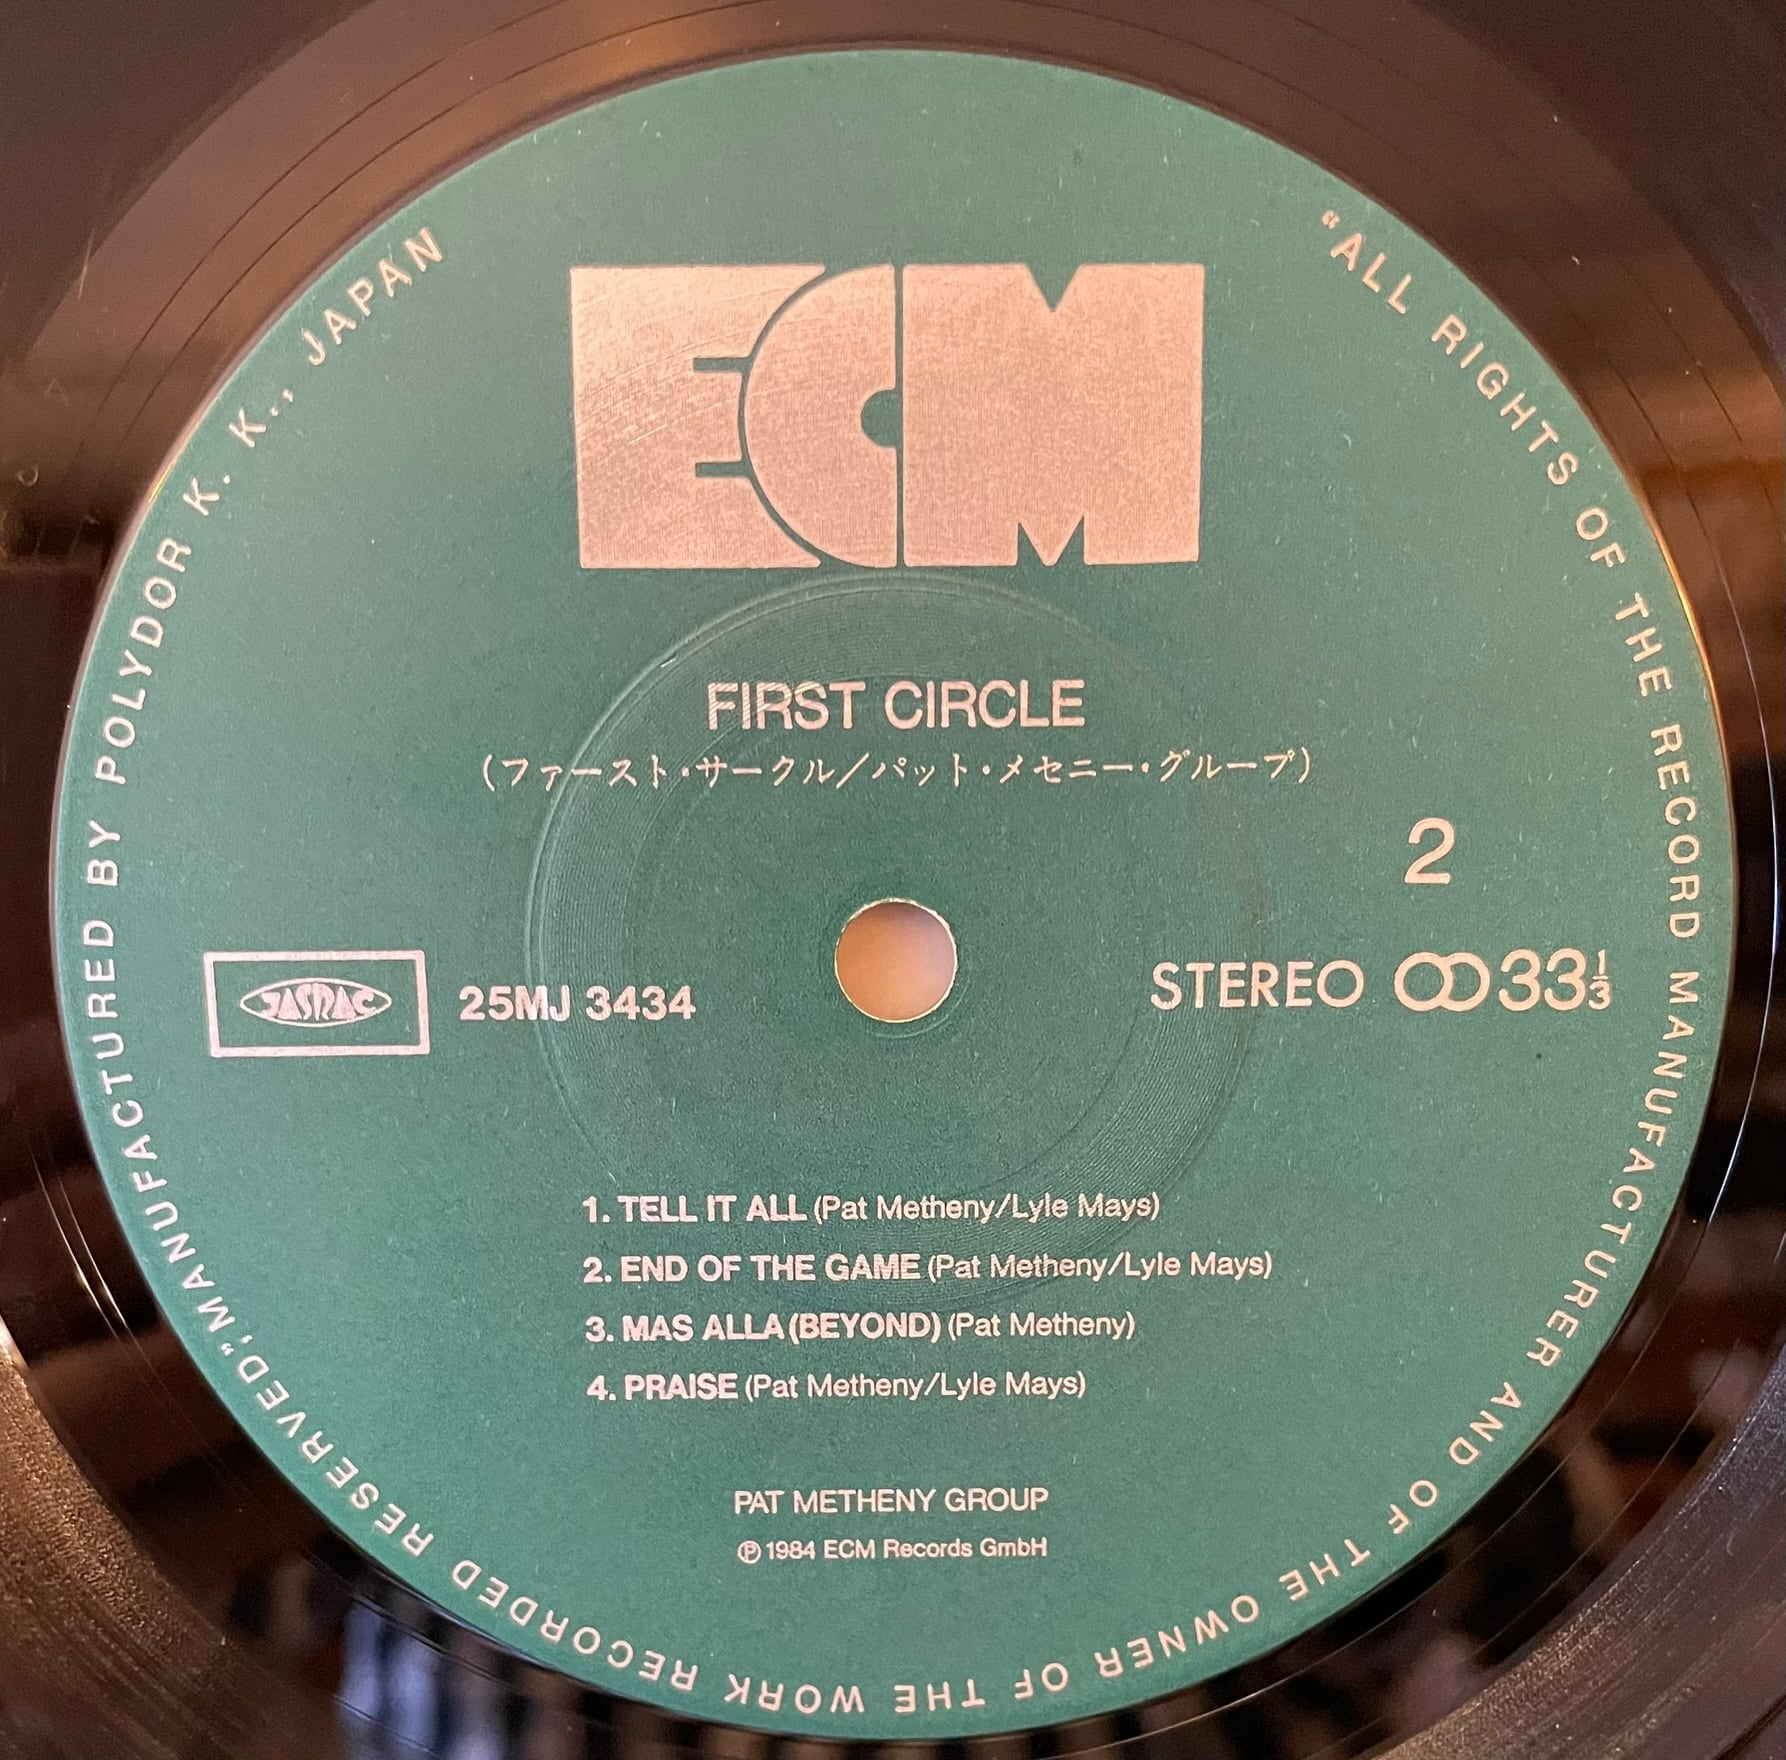 ECM
FIRST CIRCLE
(ファースト・サークル／パット・メセニー・グループ)
2
JASRAC
25MJ 3434
STEREO 33 1/3
1. TELL IT ALL (Pat Metheny/Lyle Mays)
2. END OF THE GAME (Pat Metheny/Lyle Mays)
3. MAS ALLA (BEYOND) (Pat Metheny)
4. PRAISE (Pat Metheny/Lyle Mays)
PAT METHENY GROUP
℗ 1984 ECM Records GmbH
"ALL RIGHTS OF THE RECORD MANUFACTURER AND OF THE OWNER OF THE WORK RECORDED RESERVED," MANUFACTURED BY POLYDOR K. K., JAPAN